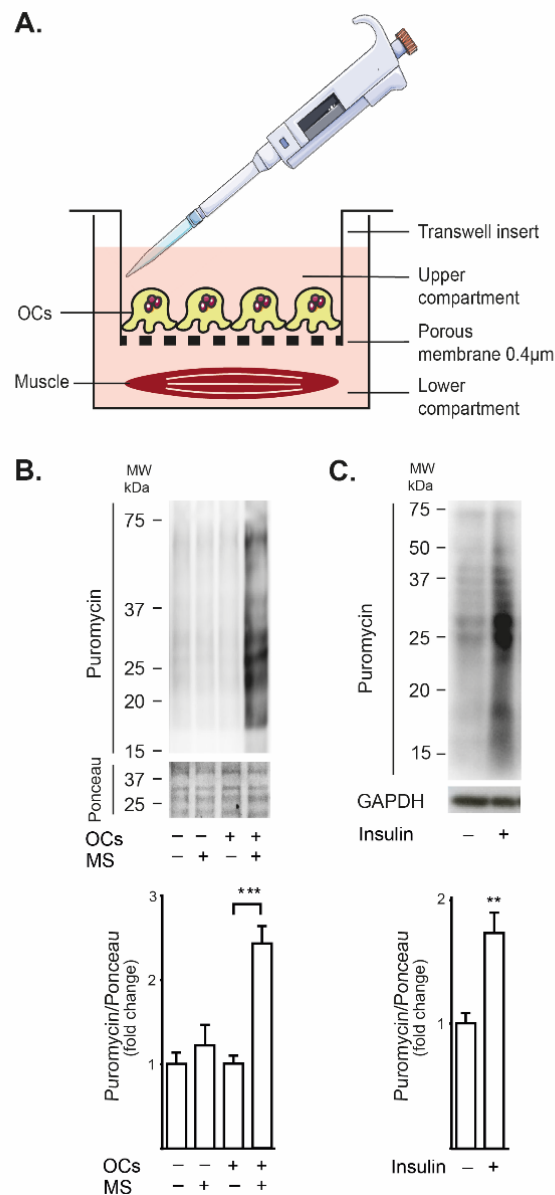 A.
Transwell insert
Upper
compartment
OCs
Porous
membrane 0.4µm
Muscle
Lower
compartment
B.
MW
kDa
75
37
25
20
15
Puromycin
37
25
Ponceau
OCs – – + +
MS – + – +
3
2
1
Puromycin/Ponceau
(fold change)
***
OCs – – + +
MS – + – +
C.
MW
kDa
75
50
37
25
20
15
Puromycin
GAPDH
Insulin – +
2
1
Puromycin/Ponceau
(fold change)
**
Insulin – +